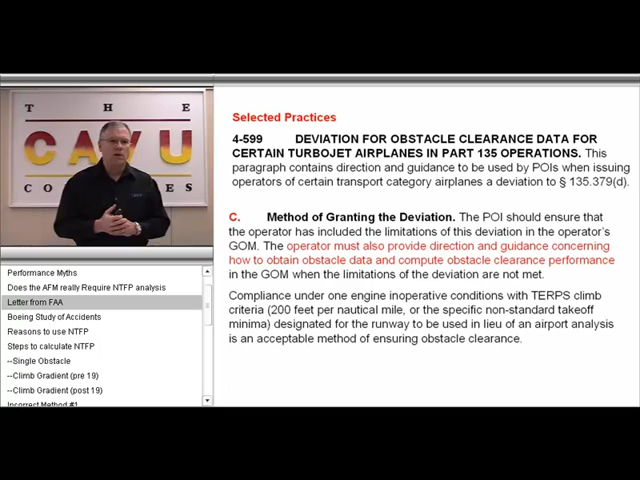 THE
CAVU
CO
Performance Myths
Does the AFM really Require NTFP analysis
Letter from FAA
Boeing Study of Accidents
Reasons to use NTFP
Steps to calculate NTFP
--Single Obstacle
--Climb Gradient (pre 19)
--Climb Gradient (post 19)
Incorrect Method #1
Selected Practices
4-599 DEVIATION FOR OBSTACLE CLEARANCE DATA FOR
CERTAIN TURBOJET AIRPLANES IN PART 135 OPERATIONS. This
paragraph contains direction and guidance to be used by POIs when issuing
operators of certain transport category airplanes a deviation to § 135.379(d).
C. Method of Granting the Deviation. The POI should ensure that
the operator has included the limitations of this deviation in the operator's
GOM. The operator must also provide direction and guidance concerning
how to obtain obstacle data and compute obstacle clearance performance
in the GOM when the limitations of the deviation are not met.
Compliance under one engine inoperative conditions with TERPS climb
criteria (200 feet per nautical mile, or the specific non-standard takeoff
minima) designated for the runway to be used in lieu of an airport analysis
is an acceptable method of ensuring obstacle clearance.